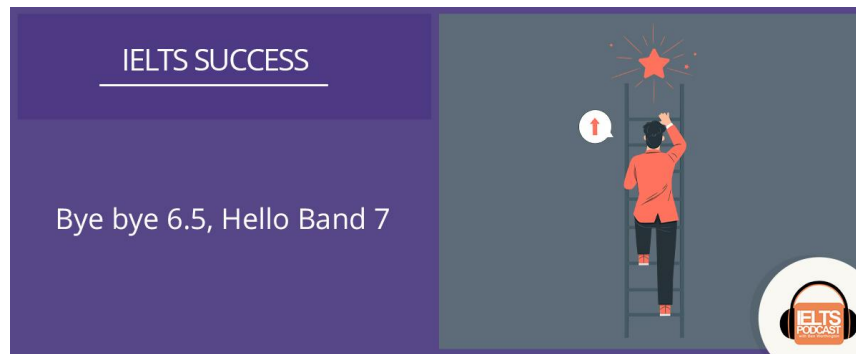 IELTS SUCCESS
Bye bye 6.5, Hello Band 7
IELTS
PODCAST